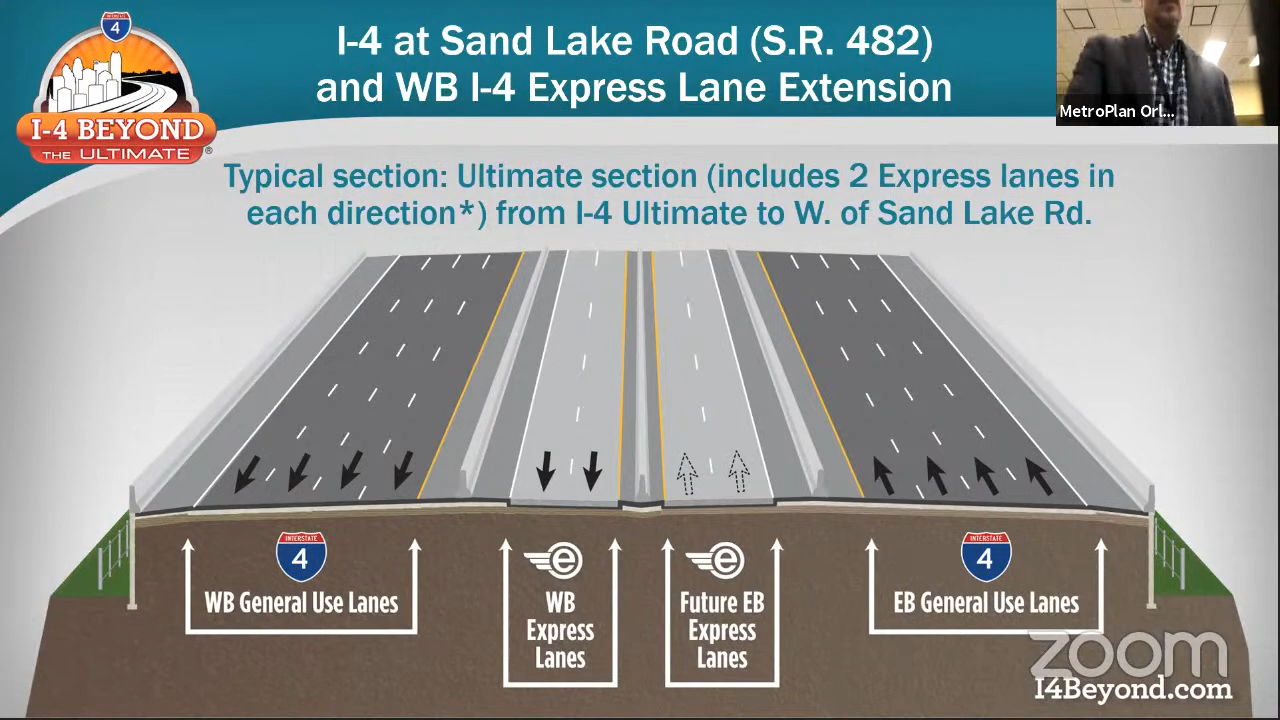 INTERSTATE
4
I-4 BEYOND
THE ULTIMATE®
I-4 at Sand Lake Road (S.R. 482)
and WB I-4 Express Lane Extension
MetroPlan Orl...
Typical section: Ultimate section (includes 2 Express lanes in
each direction*) from I-4 Ultimate to W. of Sand Lake Rd.
INTERSTATE
4
WB General Use Lanes
e
WB
Express
Lanes
e
Future EB
Express
Lanes
INTERSTATE
4
EB General Use Lanes
zoom
I4Beyond.com